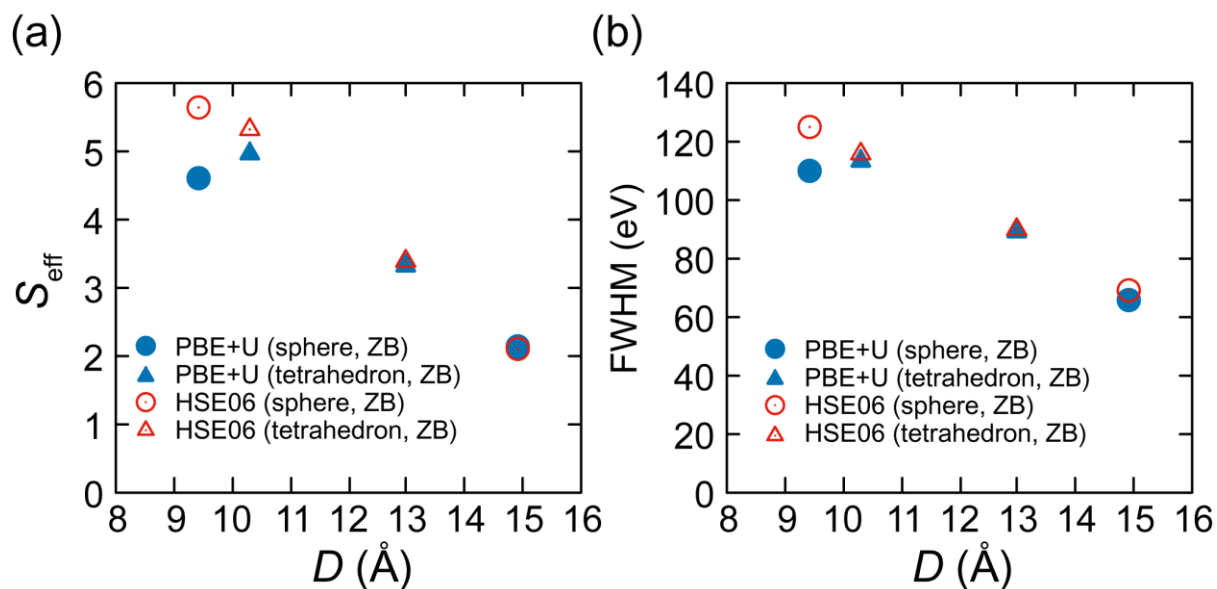 (a)
6
5
4
3
2
1
0
S_eff
PBE+U (sphere, ZB)
PBE+U (tetrahedron, ZB)
HSE06 (sphere, ZB)
HSE06 (tetrahedron, ZB)
8 9 10 11 12 13 14 15 16
D (Å)
(b)
140
120
100
80
60
40
20
0
FWHM (eV)
PBE+U (sphere, ZB)
PBE+U (tetrahedron, ZB)
HSE06 (sphere, ZB)
HSE06 (tetrahedron, ZB)
8 9 10 11 12 13 14 15 16
D (Å)